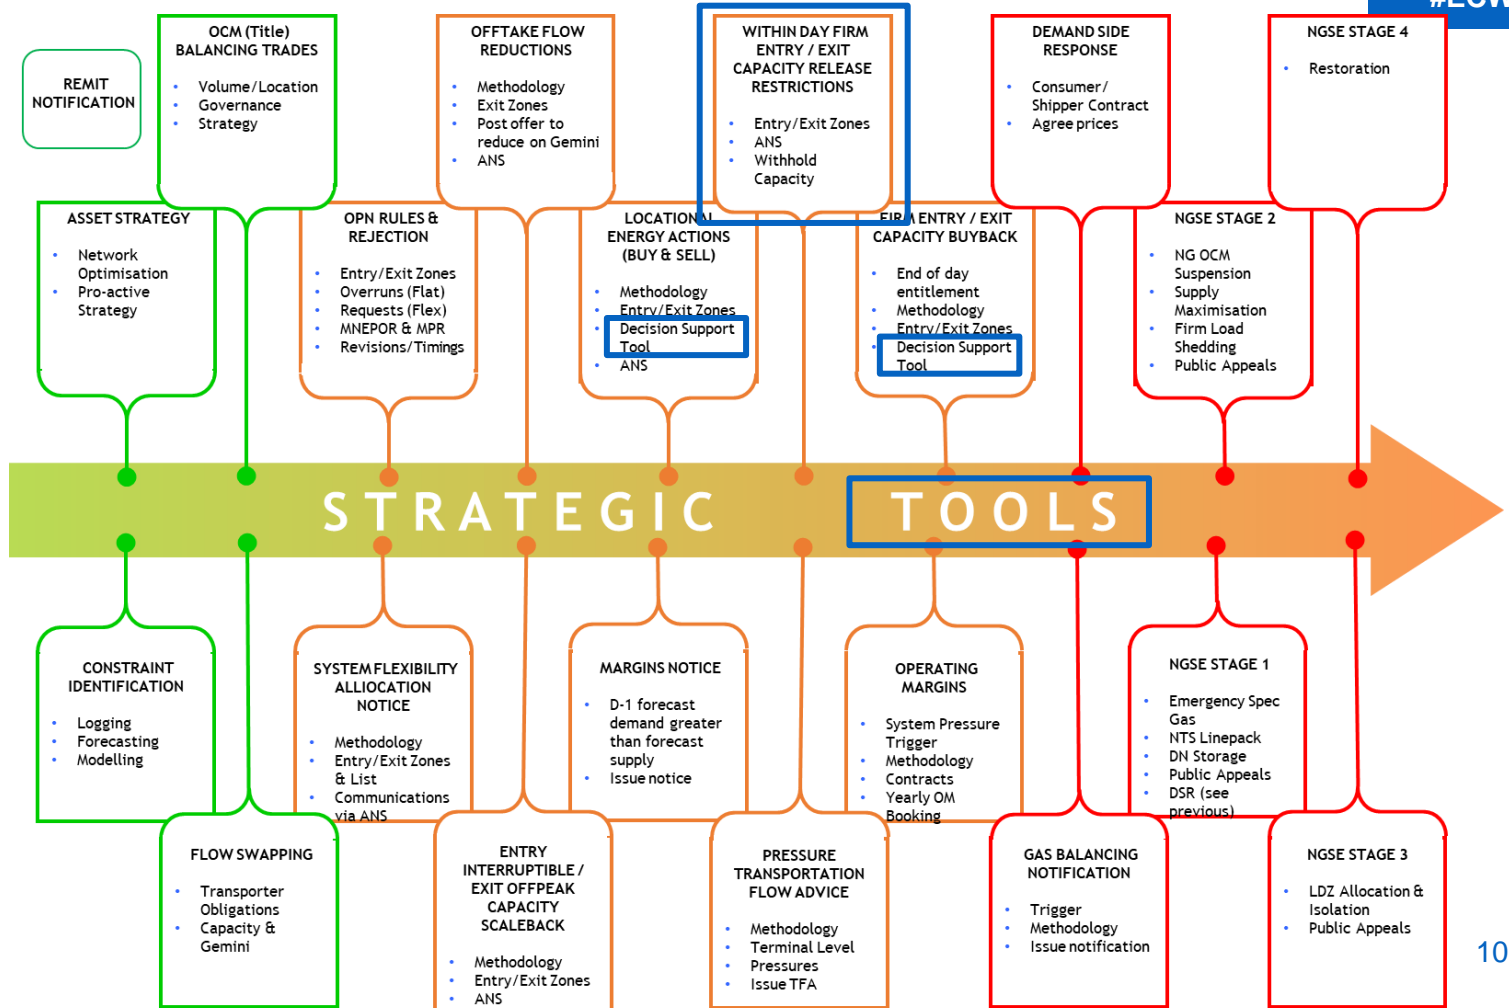 #ECW
REMIT
NOTIFICATION
OCM (Title)
BALANCING TRADES
• Volume/Location
• Governance
• Strategy
OFFTAKE FLOW
REDUCTIONS
• Methodology
• Exit Zones
• Post offer to
reduce on Gemini
• ANS
WITHIN DAY FIRM
ENTRY / EXIT
CAPACITY RELEASE
RESTRICTIONS
• Entry/Exit Zones
• ANS
• Withhold
Capacity
DEMAND SIDE
RESPONSE
• Consumer/
Shipper Contract
• Agree prices
NGSE STAGE 4
• Restoration
ASSET STRATEGY
• Network
Optimisation
• Pro-active
Strategy
OPN RULES &
REJECTION
• Entry/Exit Zones
• Overruns (Flat)
• Requests (Flex)
• MNEPOR & MPR
• Revisions/Timings
LOCATIONAL
ENERGY ACTIONS
(BUY & SELL)
• Methodology
• Entry/Exit Zones
• Decision Support
Tool
• ANS
FIRM ENTRY / EXIT
CAPACITY BUYBACK
• End of day
entitlement
• Methodology
• Entry/Exit Zones
• Decision Support
Tool
NGSE STAGE 2
• NG OCM
Suspension
• Supply
Maximisation
• Firm Load
Shedding
• Public Appeals
STRATEGIC TOOLS
CONSTRAINT
IDENTIFICATION
• Logging
• Forecasting
• Modelling
SYSTEM FLEXIBILITY
ALLIOCATION
NOTICE
• Methodology
• Entry/Exit Zones
& List
• Communications
via ANS
MARGINS NOTICE
• D-1 forecast
demand greater
than forecast
supply
• Issue notice
OPERATING
MARGINS
• System Pressure
Trigger
• Methodology
• Contracts
• Yearly OM
Booking
NGSE STAGE 1
• Emergency Spec
Gas
• NTS Linepack
• DN Storage
• Public Appeals
• DSR (see
previous)
FLOW SWAPPING
• Transporter
Obligations
• Capacity &
Gemini
ENTRY
INTERRUPTIBLE /
EXIT OFFPEAK
CAPACITY
SCALEBACK
• Methodology
• Entry/Exit Zones
• ANS
PRESSURE
TRANSPORTATION
FLOW ADVICE
• Methodology
• Terminal Level
• Pressures
• Issue TFA
GAS BALANCING
NOTIFICATION
• Trigger
• Methodology
• Issue notification
NGSE STAGE 3
• LDZ Allocation &
Isolation
• Public Appeals
10